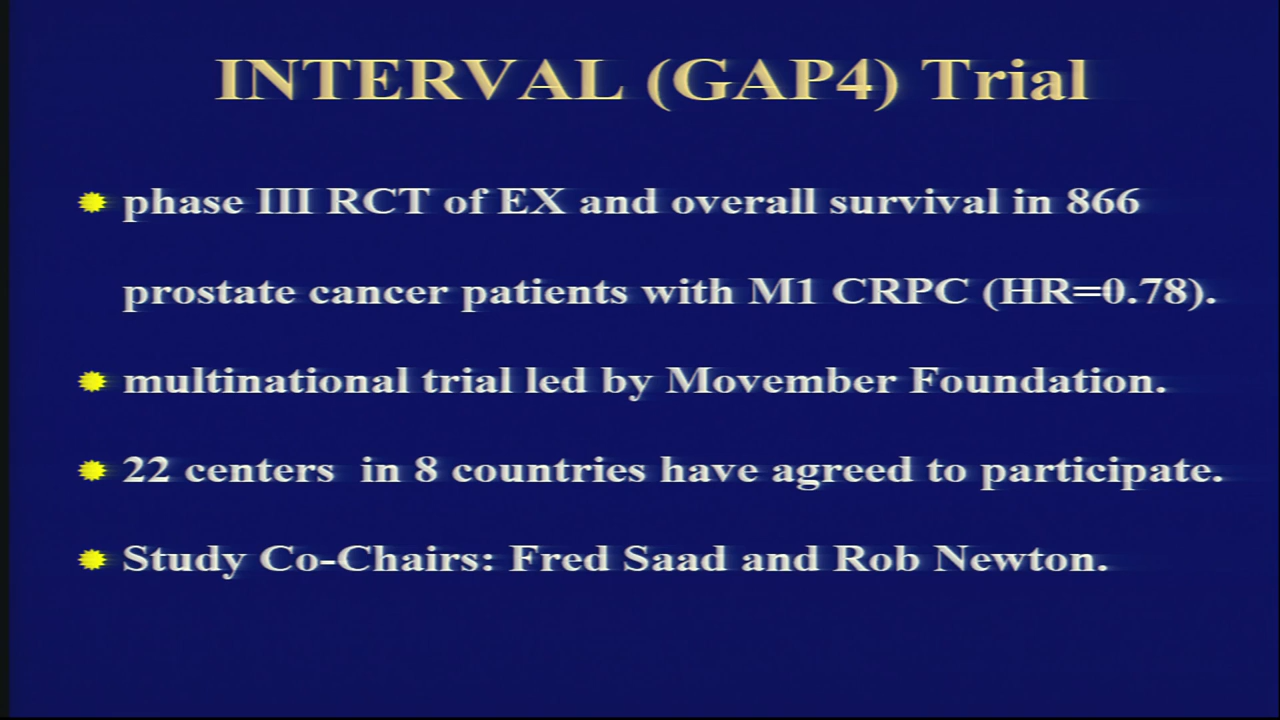 INTERVAL (GAP4) Trial
phase III RCT of EX and overall survival in 866
prostate cancer patients with M1 CRPC (HR=0.78).
multinational trial led by Movember Foundation.
22 centers  in 8 countries have agreed to participate.
Study Co-Chairs: Fred Saad and Rob Newton.